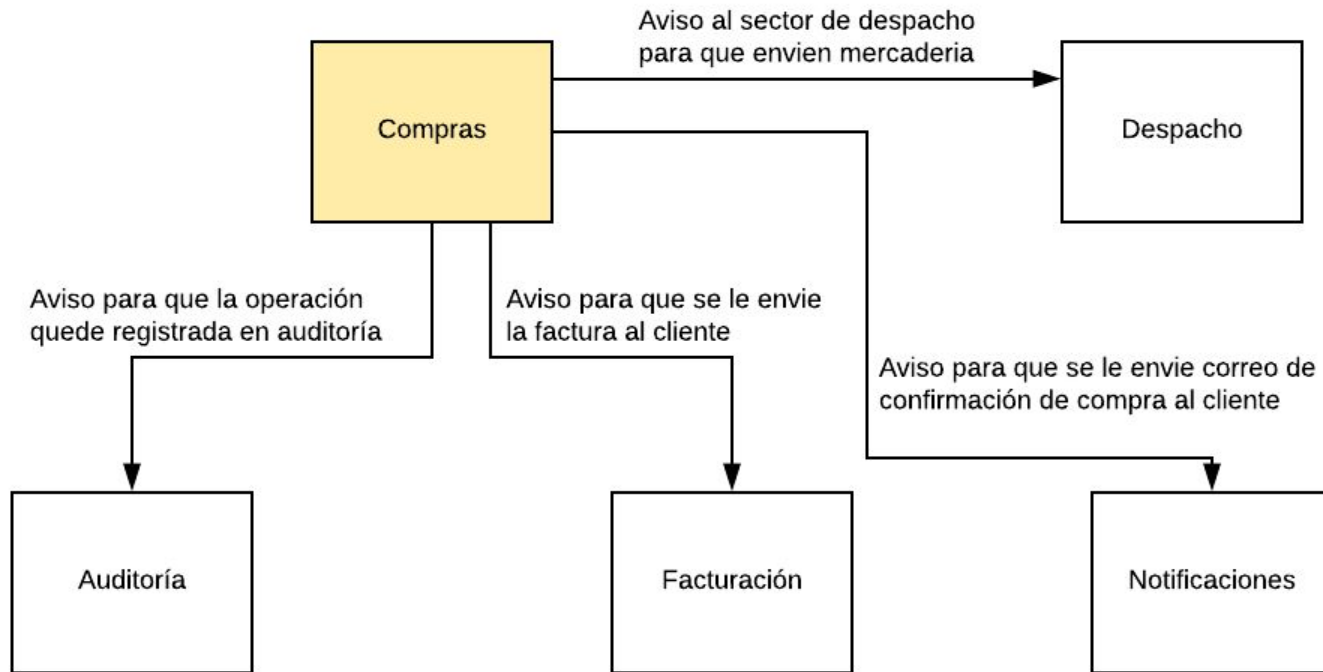 Aviso al sector de despacho
para que envien mercaderia
Compras
Despacho
Aviso para que la operación
quede registrada en auditoría
Aviso para que se le envie
la factura al cliente
Aviso para que se le envie correo de
confirmación de compra al cliente
Auditoría
Facturación
Notificaciones